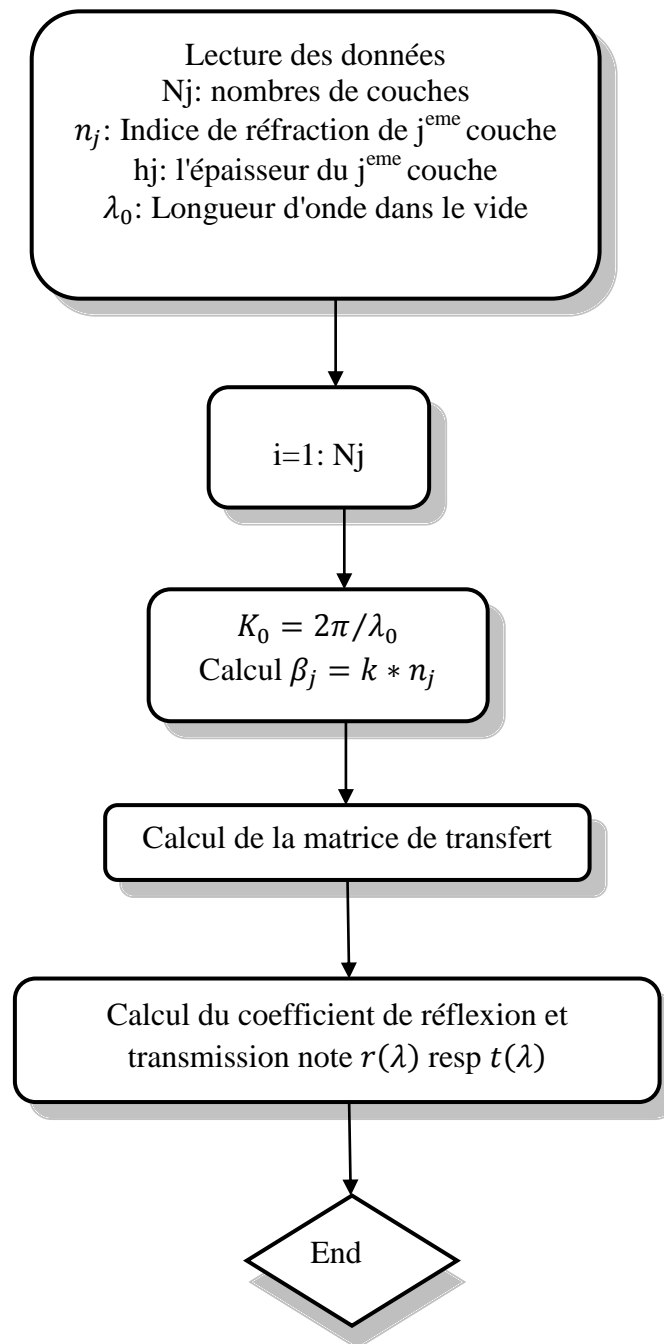 Lecture des données
Nj: nombres de couches
𝑛ⱼ: Indice de réfraction de jᵉᵐᵉ couche
hj: l'épaisseur du jᵉᵐᵉ couche
𝜆₀: Longueur d'onde dans le vide
i=1: Nj
𝐾₀ = 2𝜋/𝜆₀
Calcul 𝛽ⱼ = 𝑘 ∗ 𝑛ⱼ
Calcul de la matrice de transfert
Calcul du coefficient de réflexion et
transmission note 𝑟(𝜆) resp 𝑡(𝜆)
End